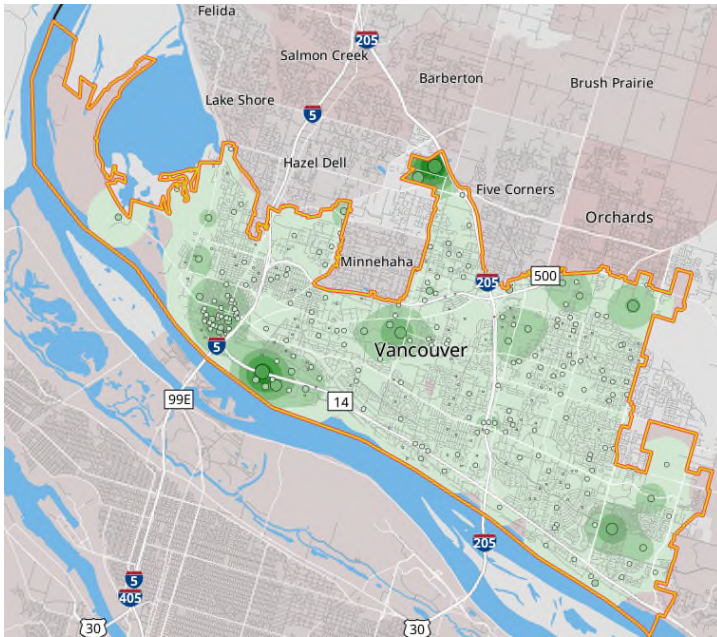 Felida
205
Salmon Creek
Barberton
Brush Prairie
Lake Shore
5
Hazel Dell
Five Corners
Orchards
Minnehaha
205
500
5
Vancouver
99E
14
205
5
405
30
30